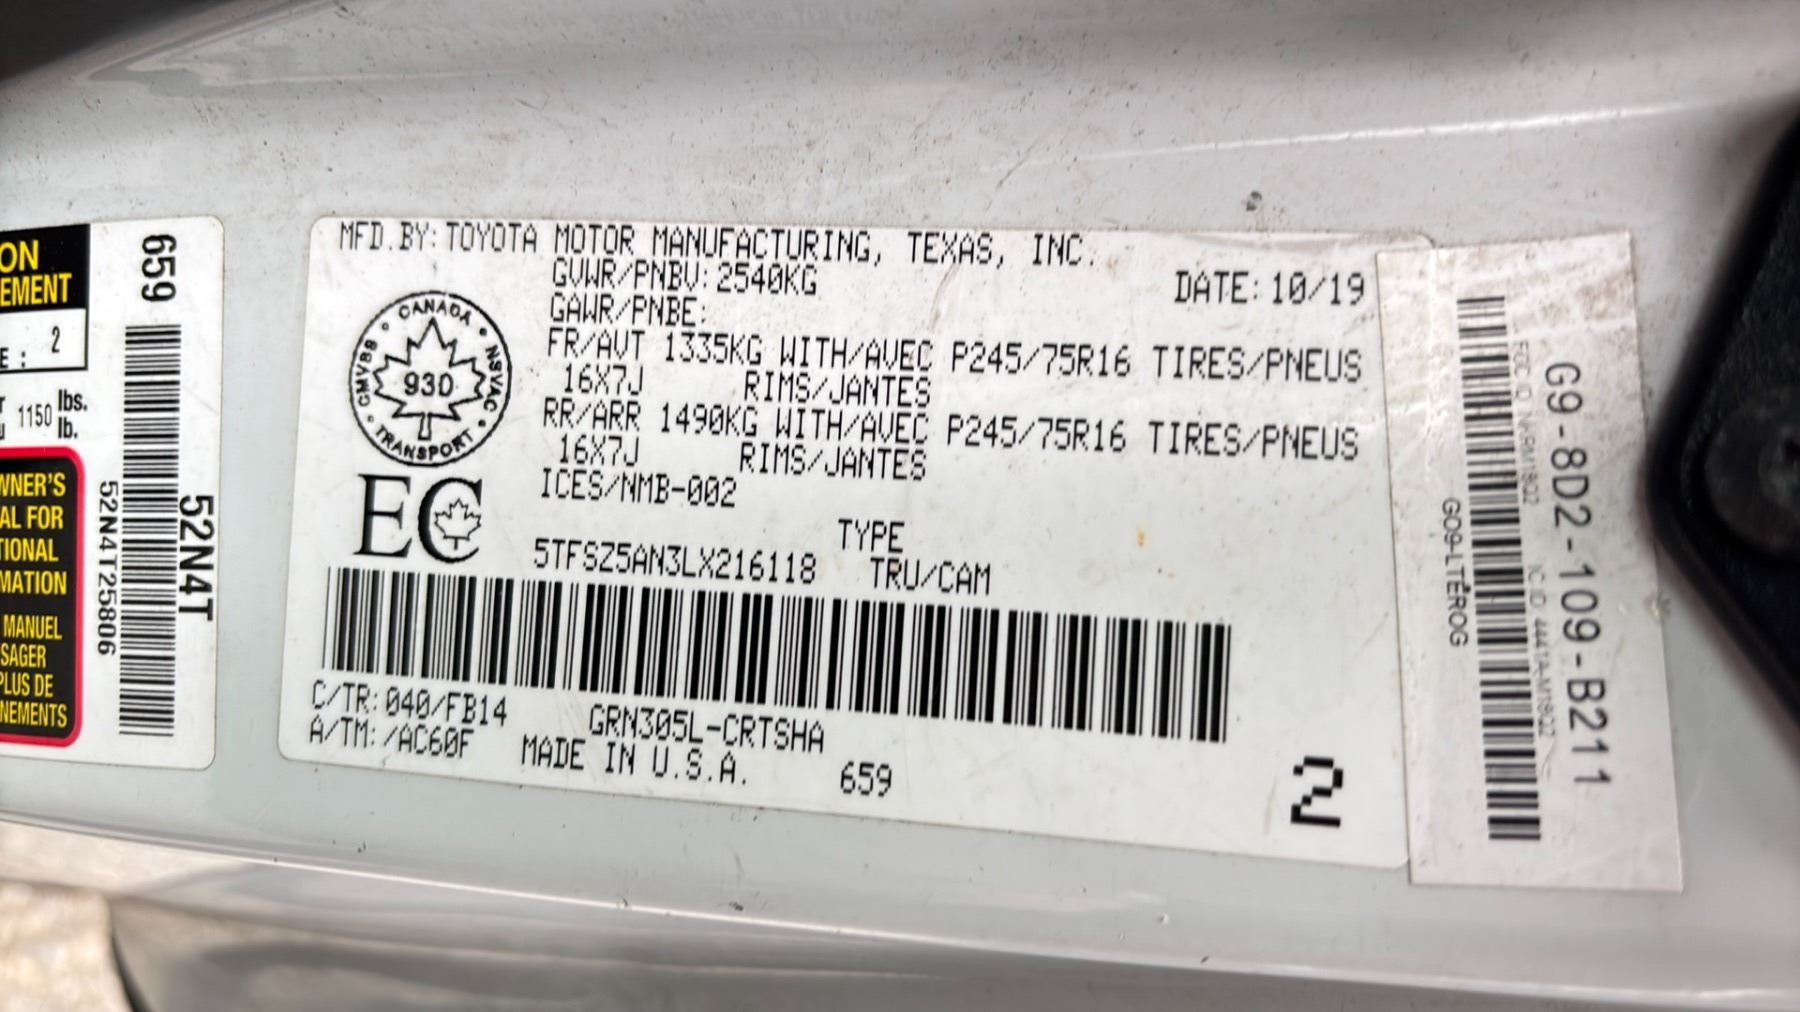 ON
EMENT
E : 2
1150 lbs.
lb.
WNER'S
AL FOR
TIONAL
MATION
MANUEL
SAGER
PLUS DE
NEMENTS
659
52N4T
52N4T25806
MFD.BY: TOYOTA MOTOR MANUFACTURING, TEXAS, INC.
GVWR/PNBV: 2540KG DATE: 10/19
GAWR/PNBE:
FR/AVT 1335KG WITH/AVEC P245/75R16 TIRES/PNEUS
16X7J RIMS/JANTES
RR/ARR 1490KG WITH/AVEC P245/75R16 TIRES/PNEUS
16X7J RIMS/JANTES
ICES/NMB-002
CANADA
CMVSS NSVAC
930
TRANSPORT
EC
TYPE
5TFSZ5AN3LX216118 TRU/CAM
C/TR: 040/FB14 GRN305L-CRTSHA
A/TM: /AC60F MADE IN U.S.A. 659
2
G9-8D2-109-B211
G09-LTEROG